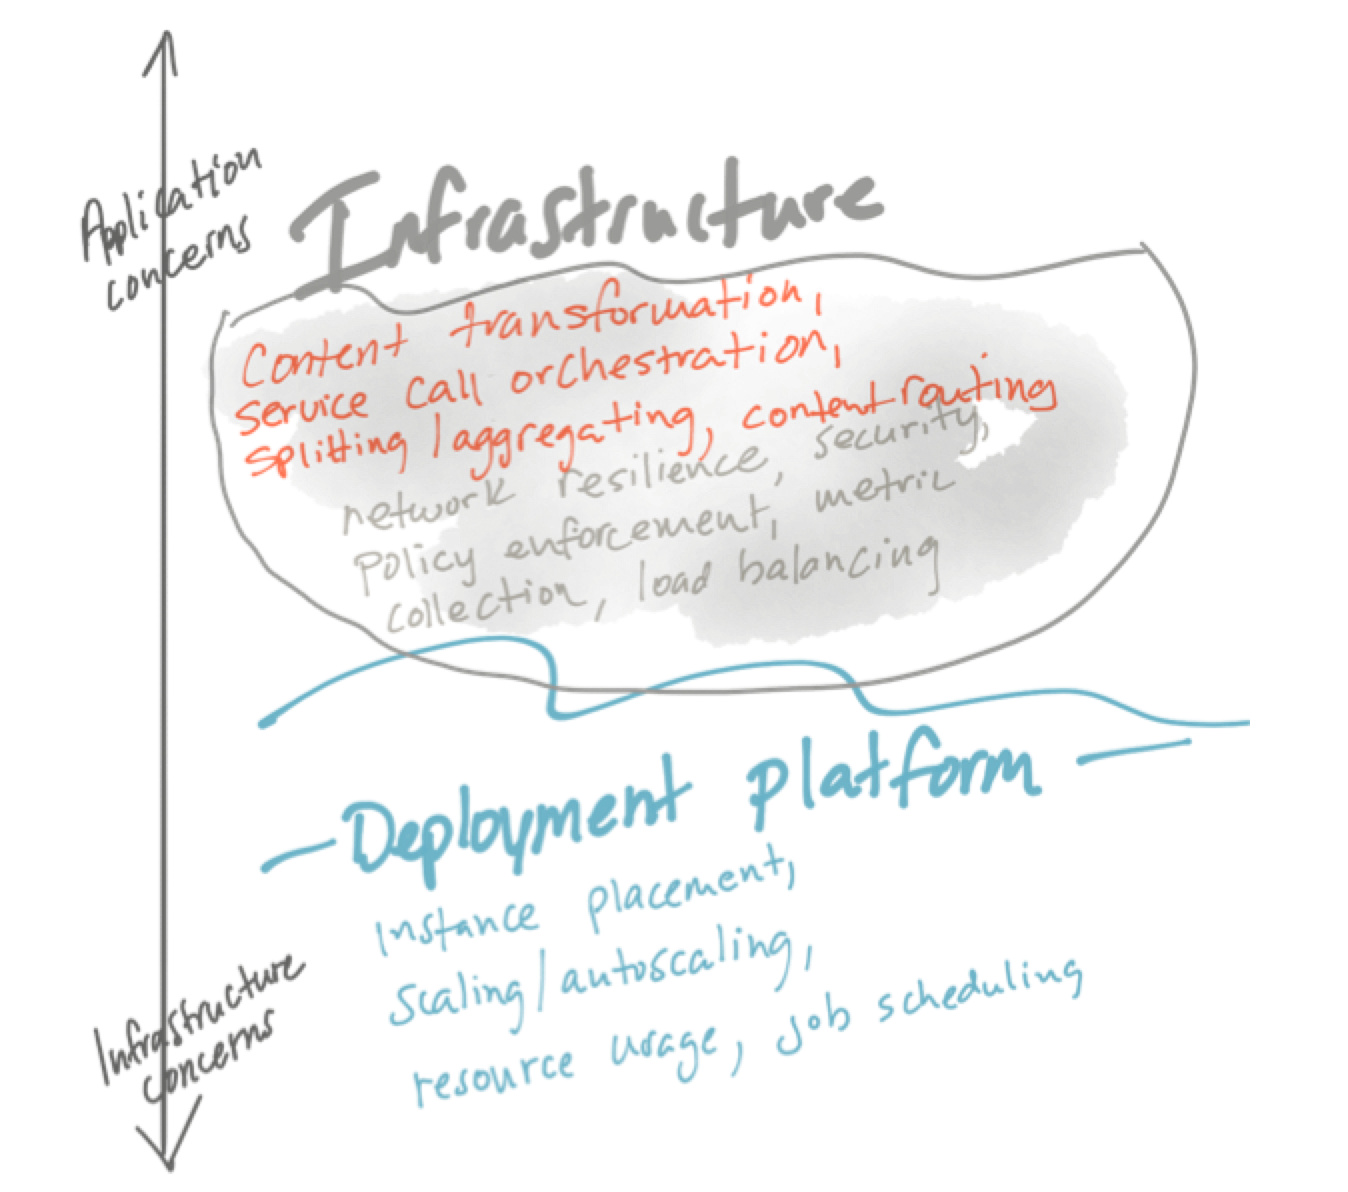 Application
concerns
Infrastructure
Content transformation,
service call orchestration,
splitting / aggregating, content routing
network resilience, security,
policy enforcement, metric
collection, load balancing
Deployment platform
Instance placement,
Scaling / autoscaling,
resource usage, job scheduling
Infrastructure
concerns